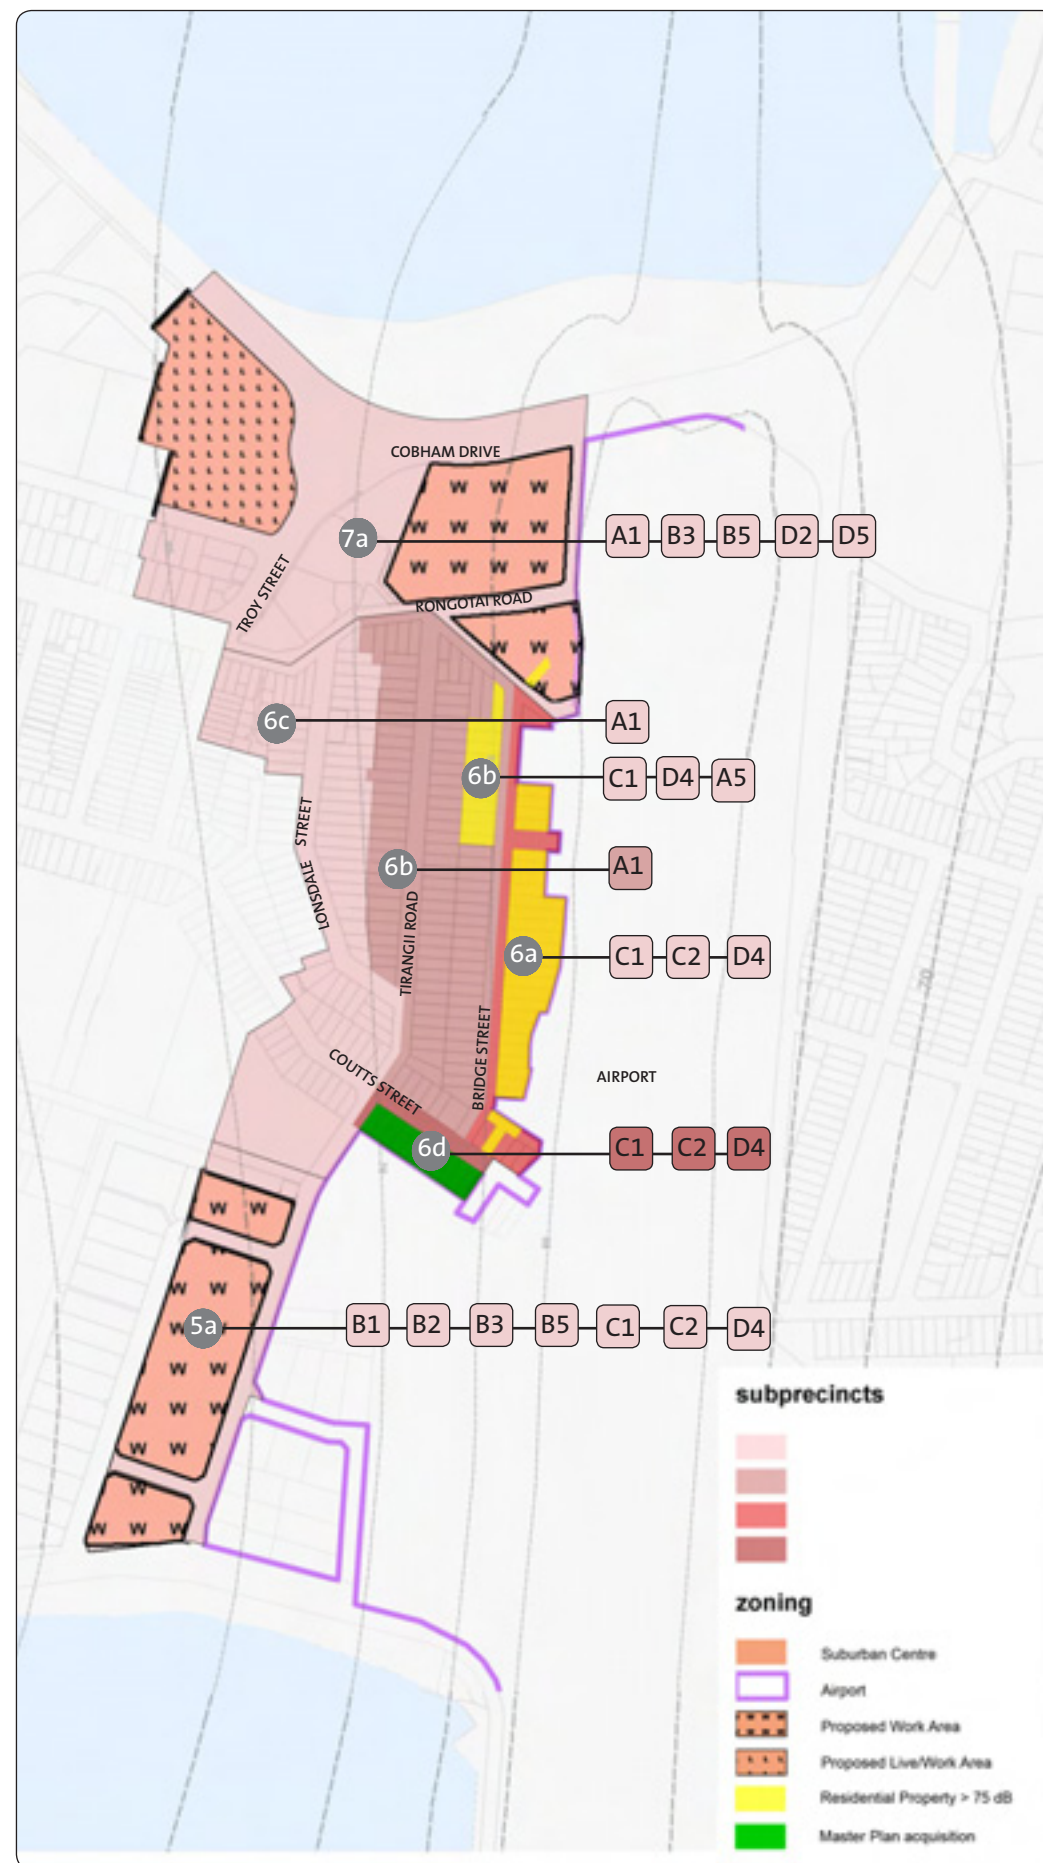 COBHAM DRIVE
7a A1 B3 B5 D2 D5
TROY STREET
RONGOTAI ROAD
6c A1
6b C1 D4 A5
LONSDALE STREET
6b A1
TIRANGII ROAD
6a C1 C2 D4
BRIDGE STREET
COUTTS STREET
AIRPORT
6d C1 C2 D4
5a B1 B2 B3 B5 C1 C2 D4
subprecincts
zoning
Suburban Centre
Airport
Proposed Work Area
Proposed Live/Work Area
Residential Property > 75 dB
Master Plan acquisition